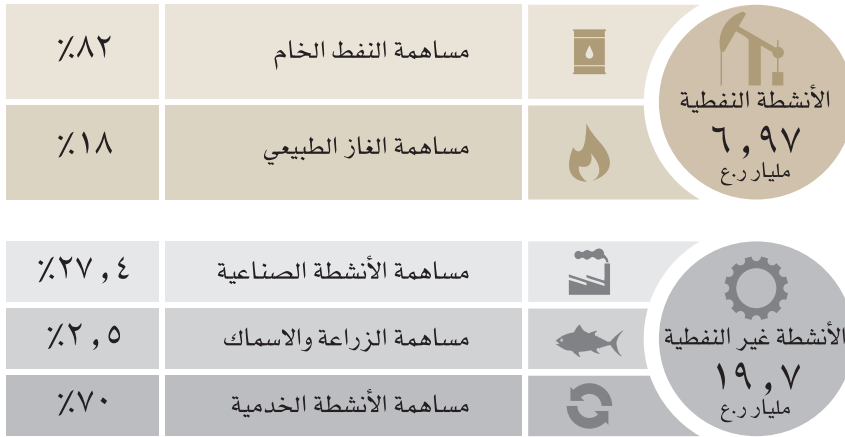 الأنشطة النفطية
٦,٩٧
مليار ر.ع
مساهمة النفط الخام
٨٢٪
مساهمة الغاز الطبيعي
١٨٪
الأنشطة غير النفطية
١٩,٧
مليار ر.ع
مساهمة الأنشطة الصناعية
٢٧,٤٪
مساهمة الزراعة والاسماك
٢,٥٪
مساهمة الأنشطة الخدمية
٧٠٪